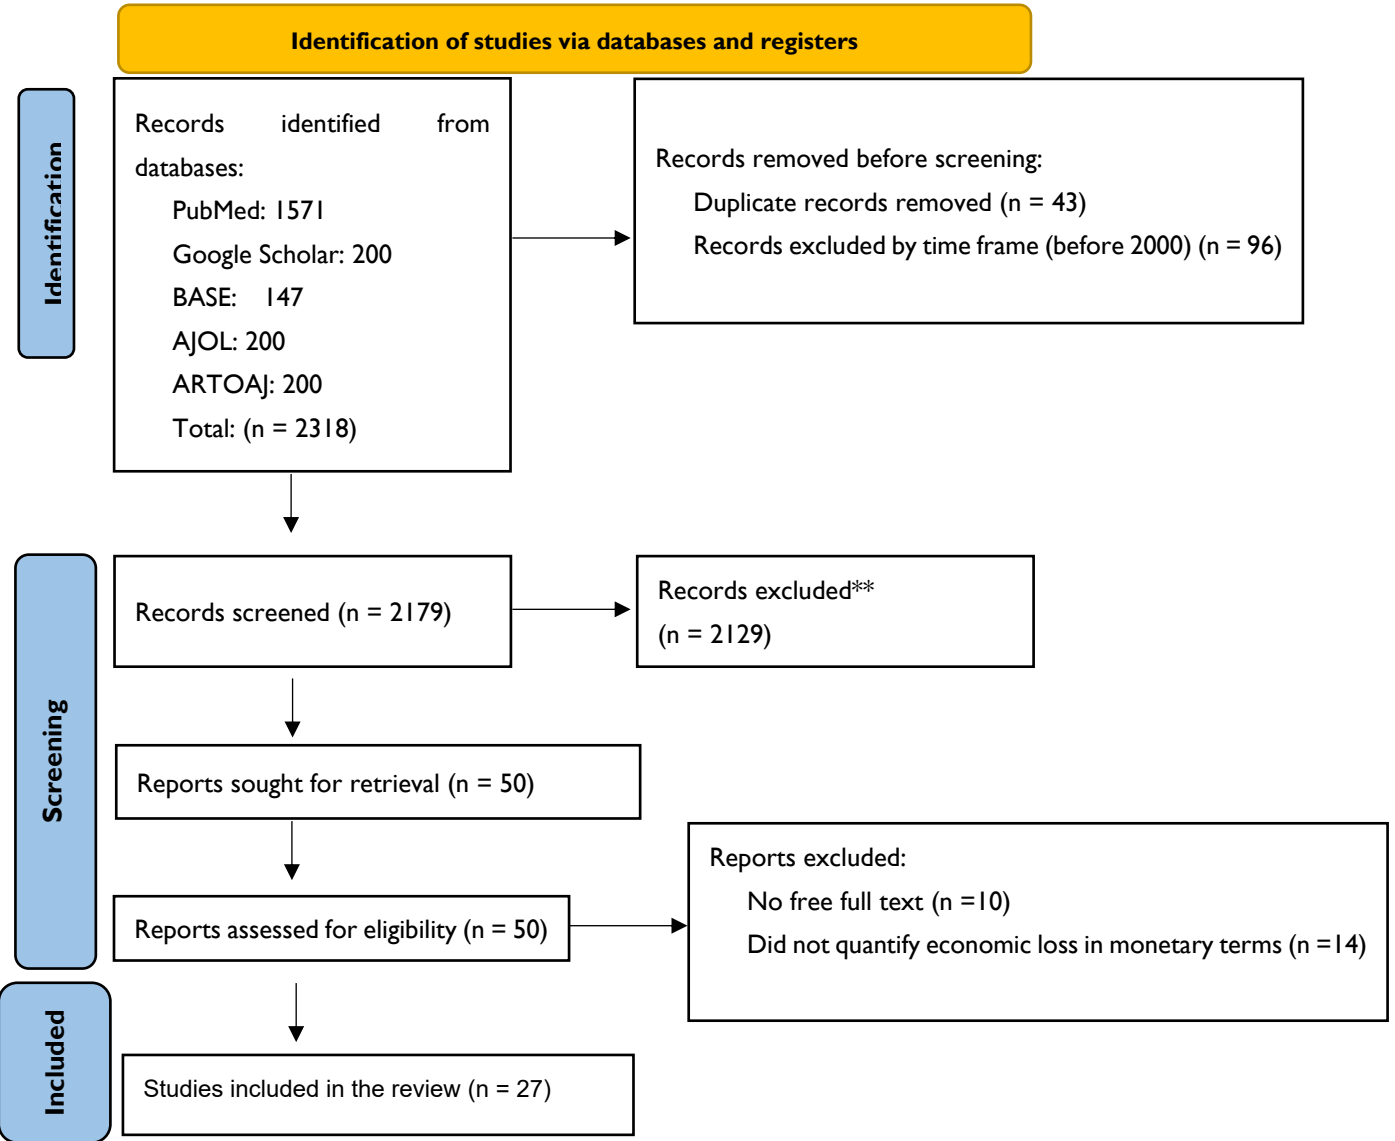 Identification of studies via databases and registers
Identification
Records identified from
databases:
PubMed: 1571
Google Scholar: 200
BASE: 147
AJOL: 200
ARTOAJ: 200
Total: (n = 2318)
Records removed before screening:
Duplicate records removed (n = 43)
Records excluded by time frame (before 2000) (n = 96)
Screening
Records screened (n = 2179)
Records excluded**
(n = 2129)
Reports sought for retrieval (n = 50)
Reports assessed for eligibility (n = 50)
Reports excluded:
No free full text (n =10)
Did not quantify economic loss in monetary terms (n =14)
Included
Studies included in the review (n = 27)